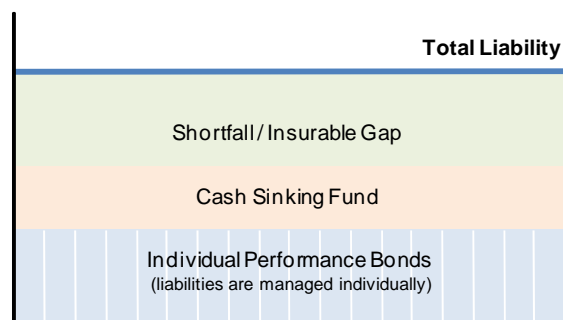 Total Liability
Shortfall / Insurable Gap
Cash Sinking Fund
Individual Performance Bonds
(liabilities are managed individually)